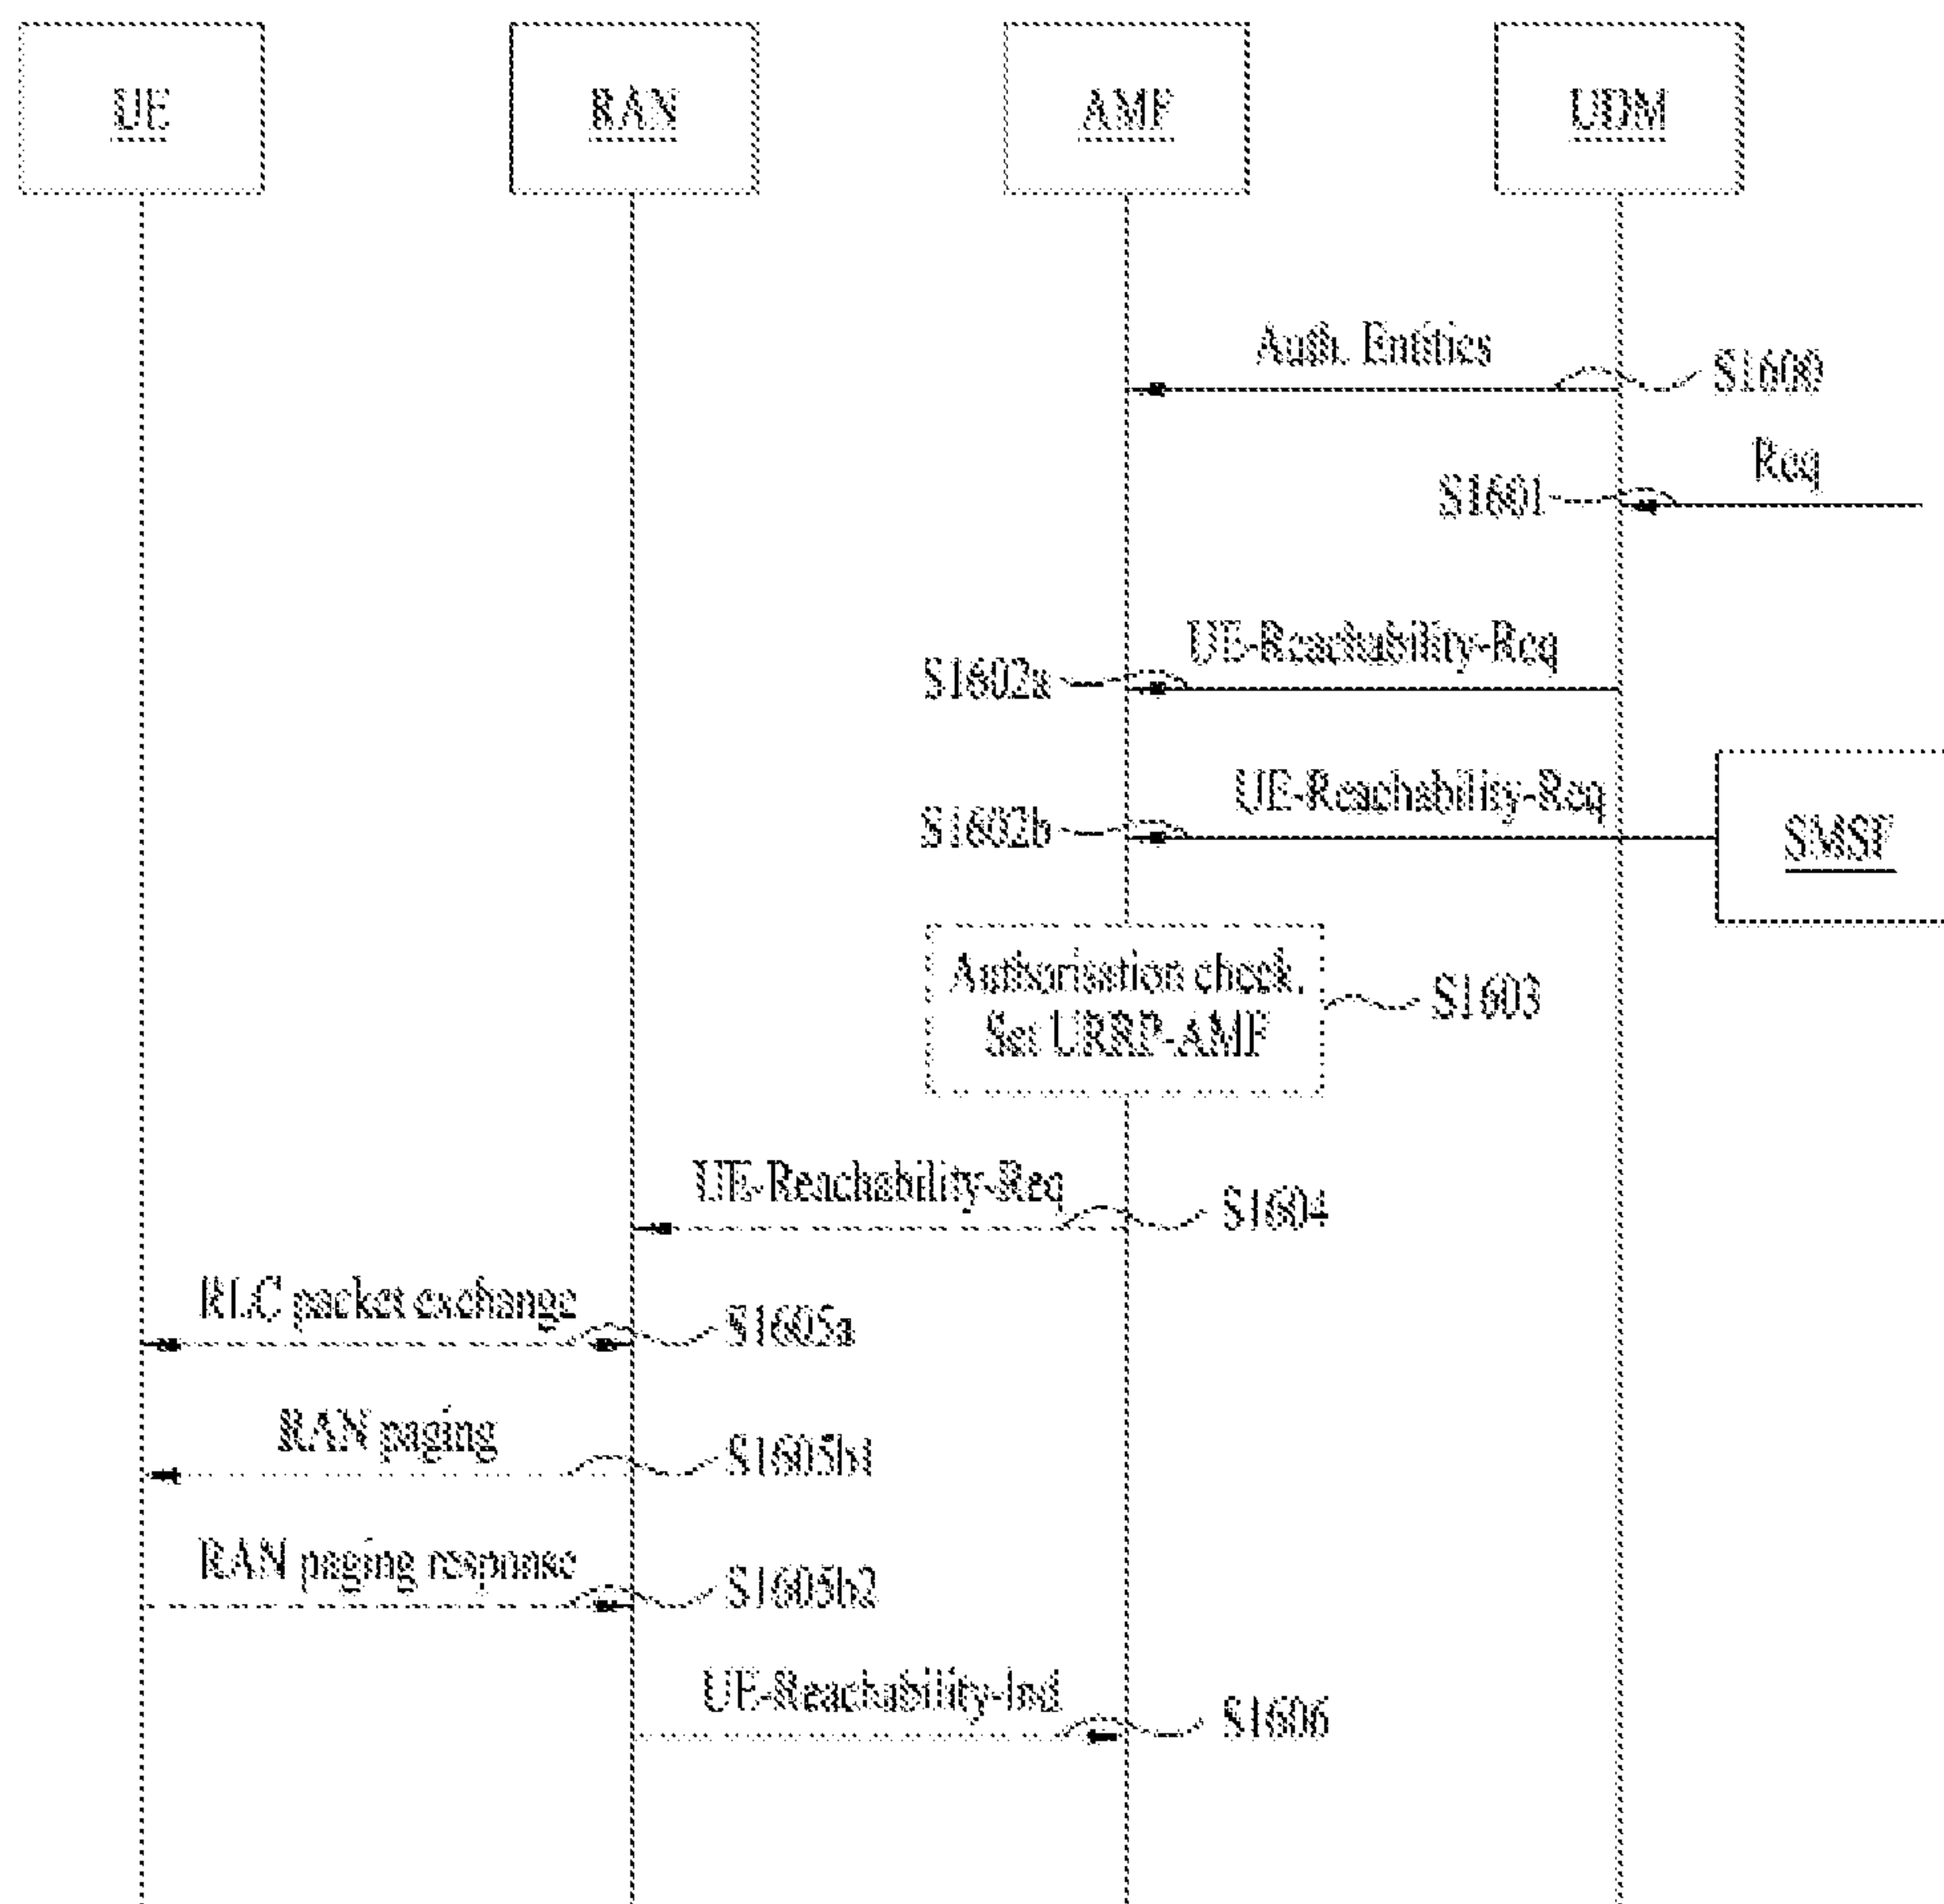 UE
RAN
AMF
UDM
Auth. Entities
S1600
Req
S1601
UE-Reachability-Req
S1602a
UE-Reachability-Req
S1602b
SMSF
Authorisation check.
Set URRP-AMF
S1603
UE-Reachability-Req
S1604
RLC packet exchange
S1605a
RAN paging
S1605b1
RAN paging response
S1605b2
UE-Reachability-Ind
S1606